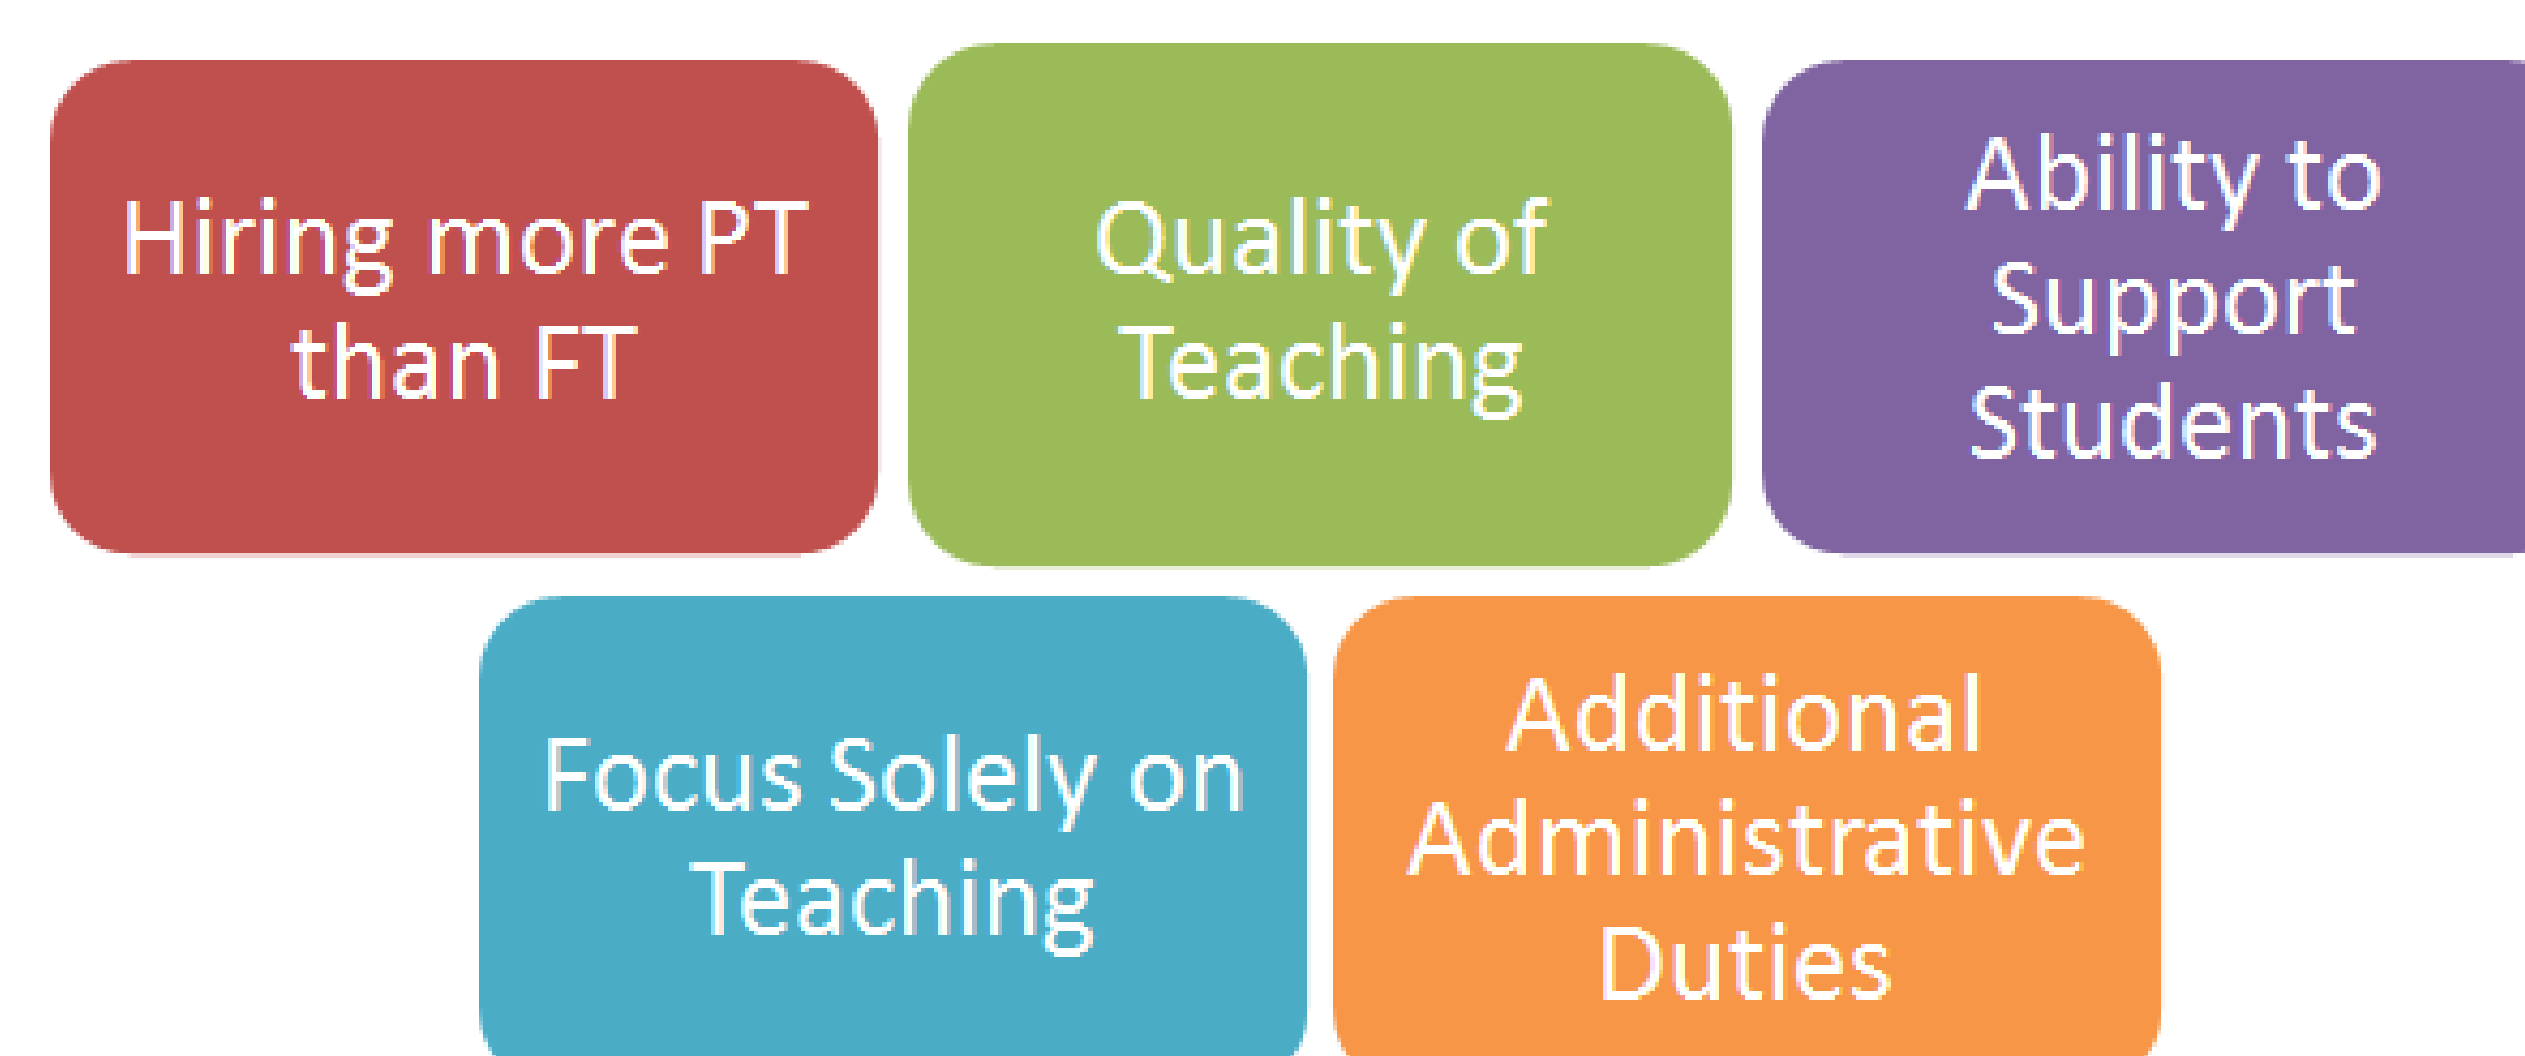 Hiring more PT
than FT
Quality of
Teaching
Ability to
Support
Students
Focus Solely on
Teaching
Additional
Administrative
Duties